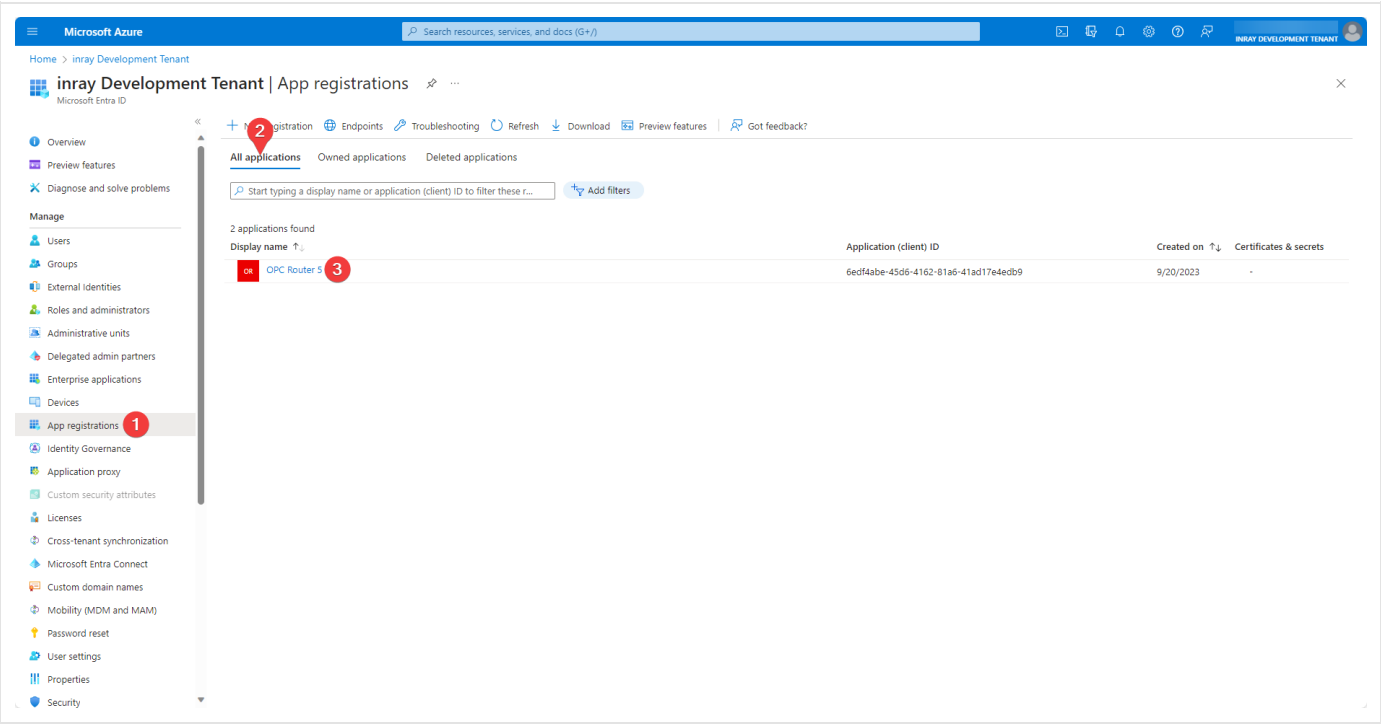 Microsoft Azure
Search resources, services, and docs (G+/)
INRAY DEVELOPMENT TENANT
Home > inray Development Tenant
inray Development Tenant | App registrations
Microsoft Entra ID
Overview
Preview features
Diagnose and solve problems
Manage
Users
Groups
External Identities
Roles and administrators
Administrative units
Delegated admin partners
Enterprise applications
Devices
App registrations 1
Identity Governance
Application proxy
Custom security attributes
Licenses
Cross-tenant synchronization
Microsoft Entra Connect
Custom domain names
Mobility (MDM and MAM)
Password reset
User settings
Properties
Security
2
gistration Endpoints Troubleshooting Refresh Download Preview features Got feedback?
All applications Owned applications Deleted applications
Start typing a display name or application (client) ID to filter these r... Add filters
2 applications found
Display name Application (client) ID Created on Certificates & secrets
OR OPC Router 5 3 6edf4abe-45d6-4162-81a6-41ad17e4edb9 9/20/2023 -